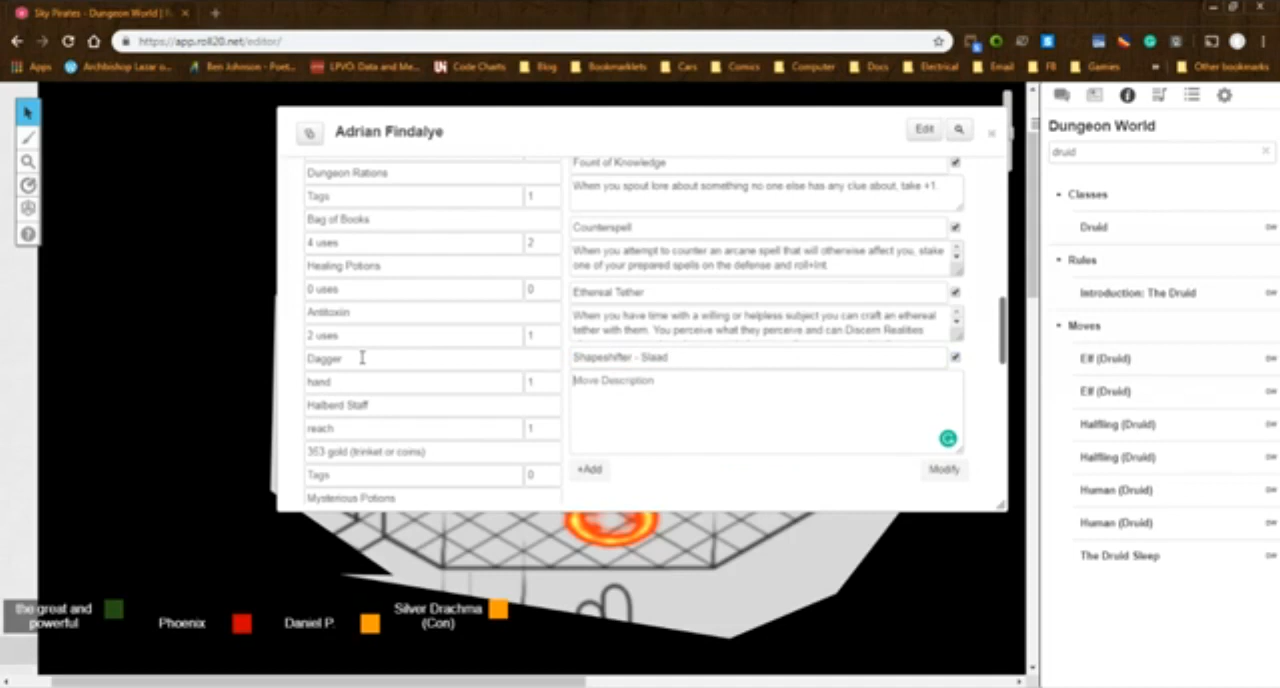 Sky Pirates - Dungeon World |
https://app.roll20.net/editor/
Apps
Archbishop Lazar o...
Ben Johnson - Poet...
LPVO: Data and Me...
Code Charts
Blog
Bookmarklets
Cars
Comics
Computer
Docs
Electrical
Email
FB
Games
»
Other bookmarks
Adrian Findalye
Edit
Dungeon Rations
Tags
1
Bag of Books
4 uses
2
Healing Potions
0 uses
0
Antitoxin
2 uses
1
Dagger
hand
1
Halberd Staff
reach
1
353 gold (trinket or coins)
Tags
0
Mysterious Potions
Fount of Knowledge
When you spout lore about something no one else has any clue about, take +1.
Counterspell
When you attempt to counter an arcane spell that will otherwise affect you, stake
one of your prepared spells on the defense and roll+Int
Ethereal Tether
When you have time with a willing or helpless subject you can craft an ethereal
tether with them. You perceive what they perceive and can Discern Realities
Shapeshifter - Slaad
Move Description
+Add
Modify
Dungeon World
druid
Classes
Druid
DW
Rules
Introduction: The Druid
DW
Moves
Elf (Druid)
DW
Elf (Druid)
DW
Halfling (Druid)
DW
Halfling (Druid)
DW
Human (Druid)
DW
Human (Druid)
DW
The Druid Sleep
DW
the great and
powerful
Phoenix
Daniel P.
Silver Drachma
(Con)